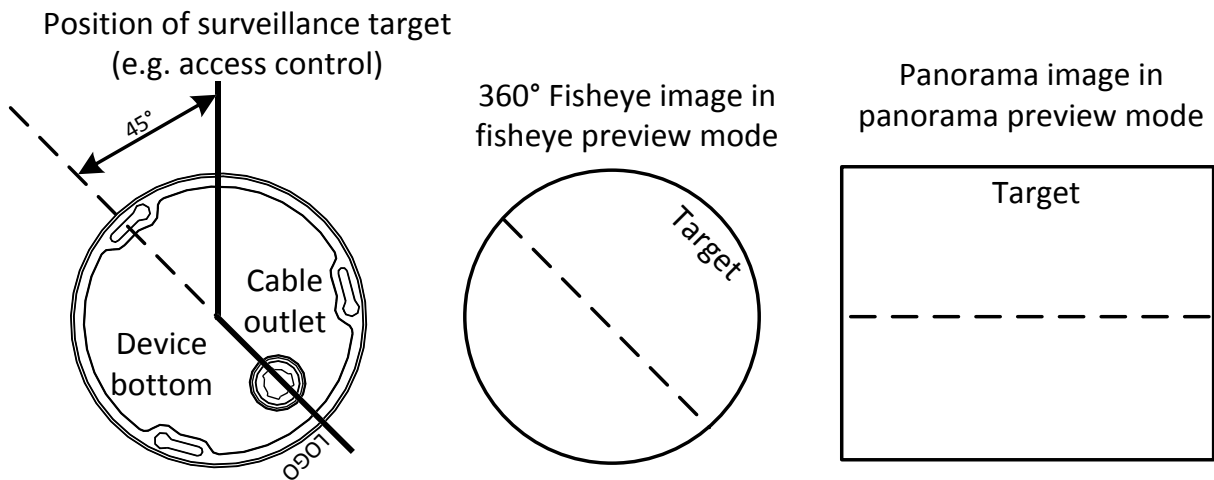 Position of surveillance target
(e.g. access control)
45°
Cable
outlet
Device
bottom
LOGO
360° Fisheye image in
fisheye preview mode
Target
Panorama image in
panorama preview mode
Target